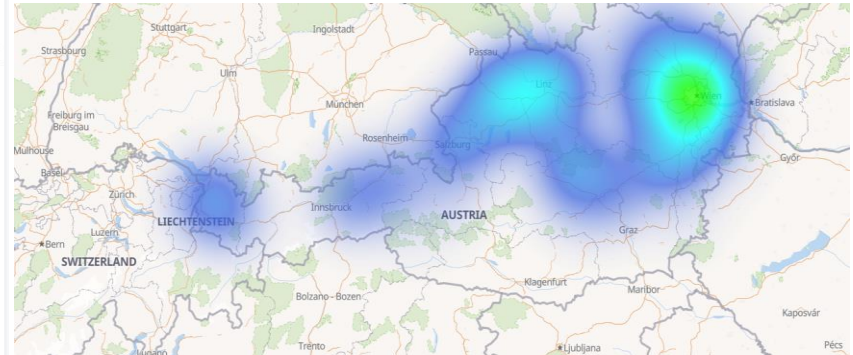 Stuttgart
Ingolstadt
Strasbourg
Passau
Ulm
Linz
Wien
München
Bratislava
Freiburg im
Breisgau
Rosenheim
Salzburg
Mulhouse
Győr
Basel
Zürich
Innsbruck
LIECHTENSTEIN
AUSTRIA
Luzern
Graz
Bern
SWITZERLAND
Klagenfurt
Maribor
Bolzano - Bozen
Kaposvár
Trento
Ljubljana
Pécs
Lugano